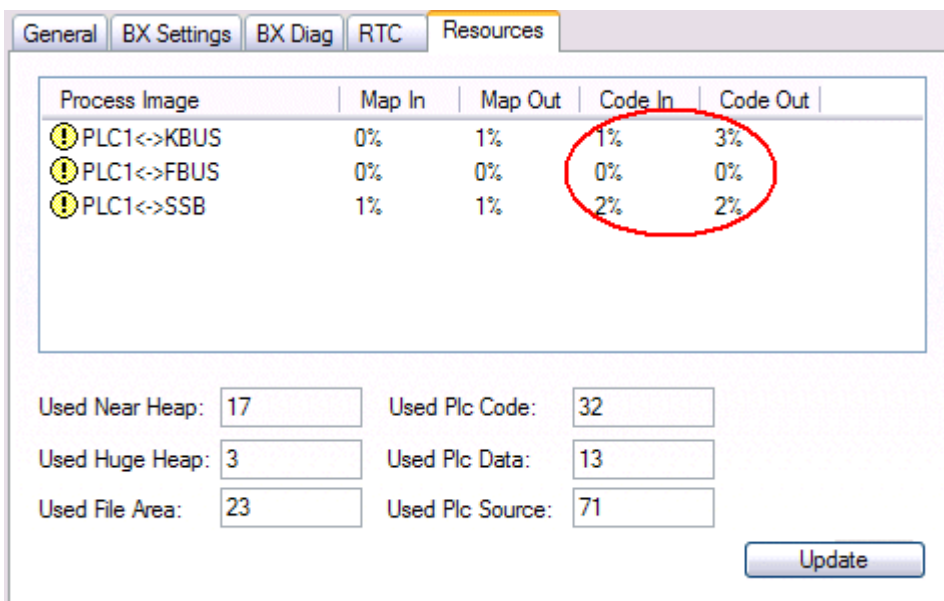 General BX Settings BX Diag RTC Resources
Process Image Map In Map Out Code In Code Out
PLC1<->KBUS 0% 1% 1% 3%
PLC1<->FBUS 0% 0% 0% 0%
PLC1<->SSB 1% 1% 2% 2%
Used Near Heap: 17 Used Plc Code: 32
Used Huge Heap: 3 Used Plc Data: 13
Used File Area: 23 Used Plc Source: 71
Update